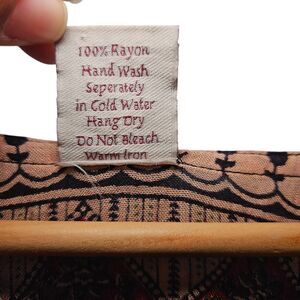 100% Rayon
Hand Wash
Seperately
in Cold Water
Hang Dry
Do Not Bleach
Warm Iron